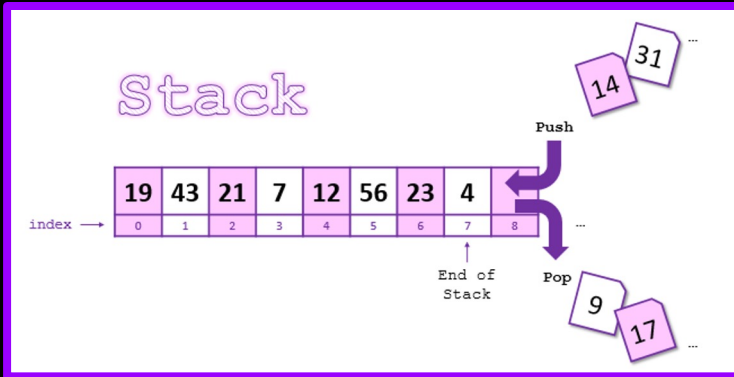 Stack
31
...
14
Push
19 43 21 7 12 56 23 4
index
0 1 2 3 4 5 6 7 8
...
End of
Stack
Pop
9
17
...